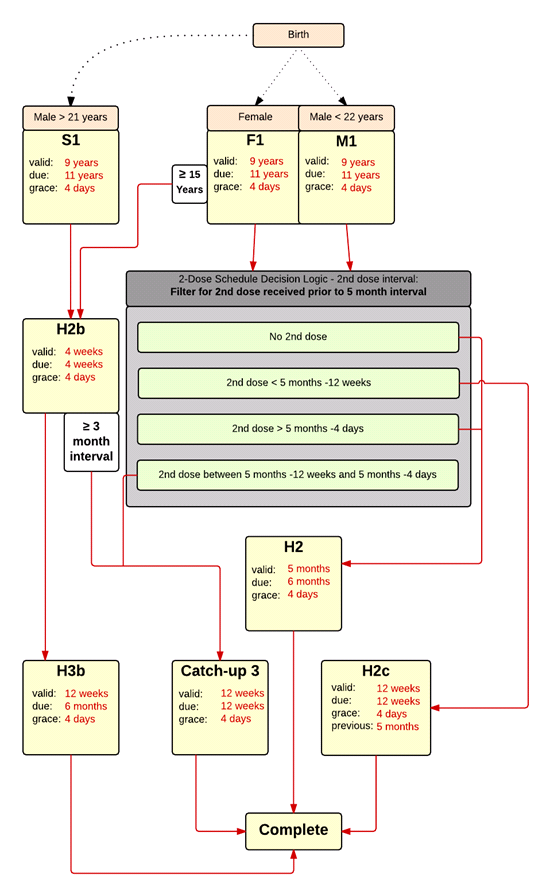 Birth
Male > 21 years
Female
Male < 22 years
S1
valid: 9 years
due: 11 years
grace: 4 days
≥ 15
Years
F1
valid: 9 years
due: 11 years
grace: 4 days
M1
valid: 9 years
due: 11 years
grace: 4 days
2-Dose Schedule Decision Logic - 2nd dose interval:
Filter for 2nd dose received prior to 5 month interval
No 2nd dose
2nd dose < 5 months -12 weeks
2nd dose > 5 months -4 days
2nd dose between 5 months -12 weeks and 5 months -4 days
H2b
valid: 4 weeks
due: 4 weeks
grace: 4 days
≥ 3
month
interval
H2
valid: 5 months
due: 6 months
grace: 4 days
H3b
valid: 12 weeks
due: 6 months
grace: 4 days
Catch-up 3
valid: 12 weeks
due: 12 weeks
grace: 4 days
H2c
valid: 12 weeks
due: 12 weeks
grace: 4 days
previous: 5 months
Complete